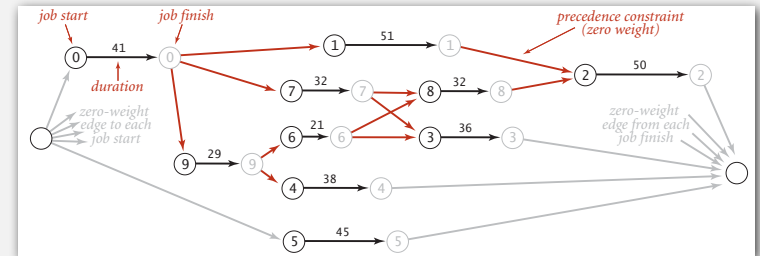 job start
job finish
precedence constraint
(zero weight)
0
41
0
1
51
1
duration
7
32
7
8
32
8
2
50
2
zero-weight
edge to each
job start
zero-weight
edge from each
job finish
6
21
6
3
36
3
9
29
9
4
38
4
5
45
5